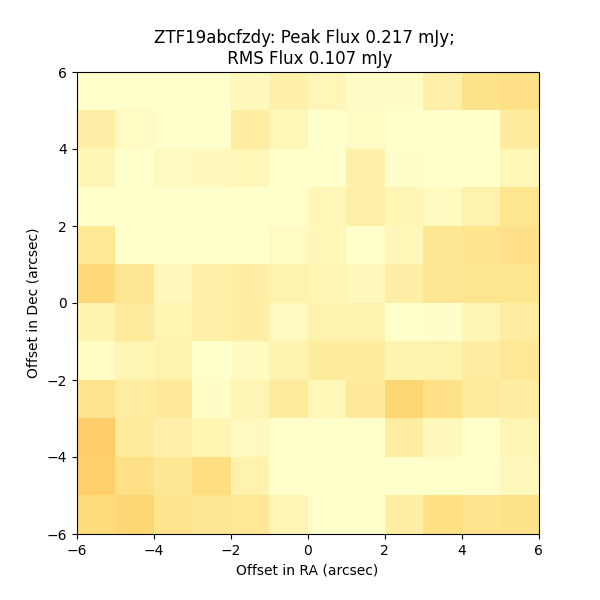 ZTF19abcfzdy: Peak Flux 0.217 mJy;
RMS Flux 0.107 mJy
6
4
2
0
−2
−4
−6
Offset in Dec (arcsec)
−6 −4 −2 0 2 4 6
Offset in RA (arcsec)